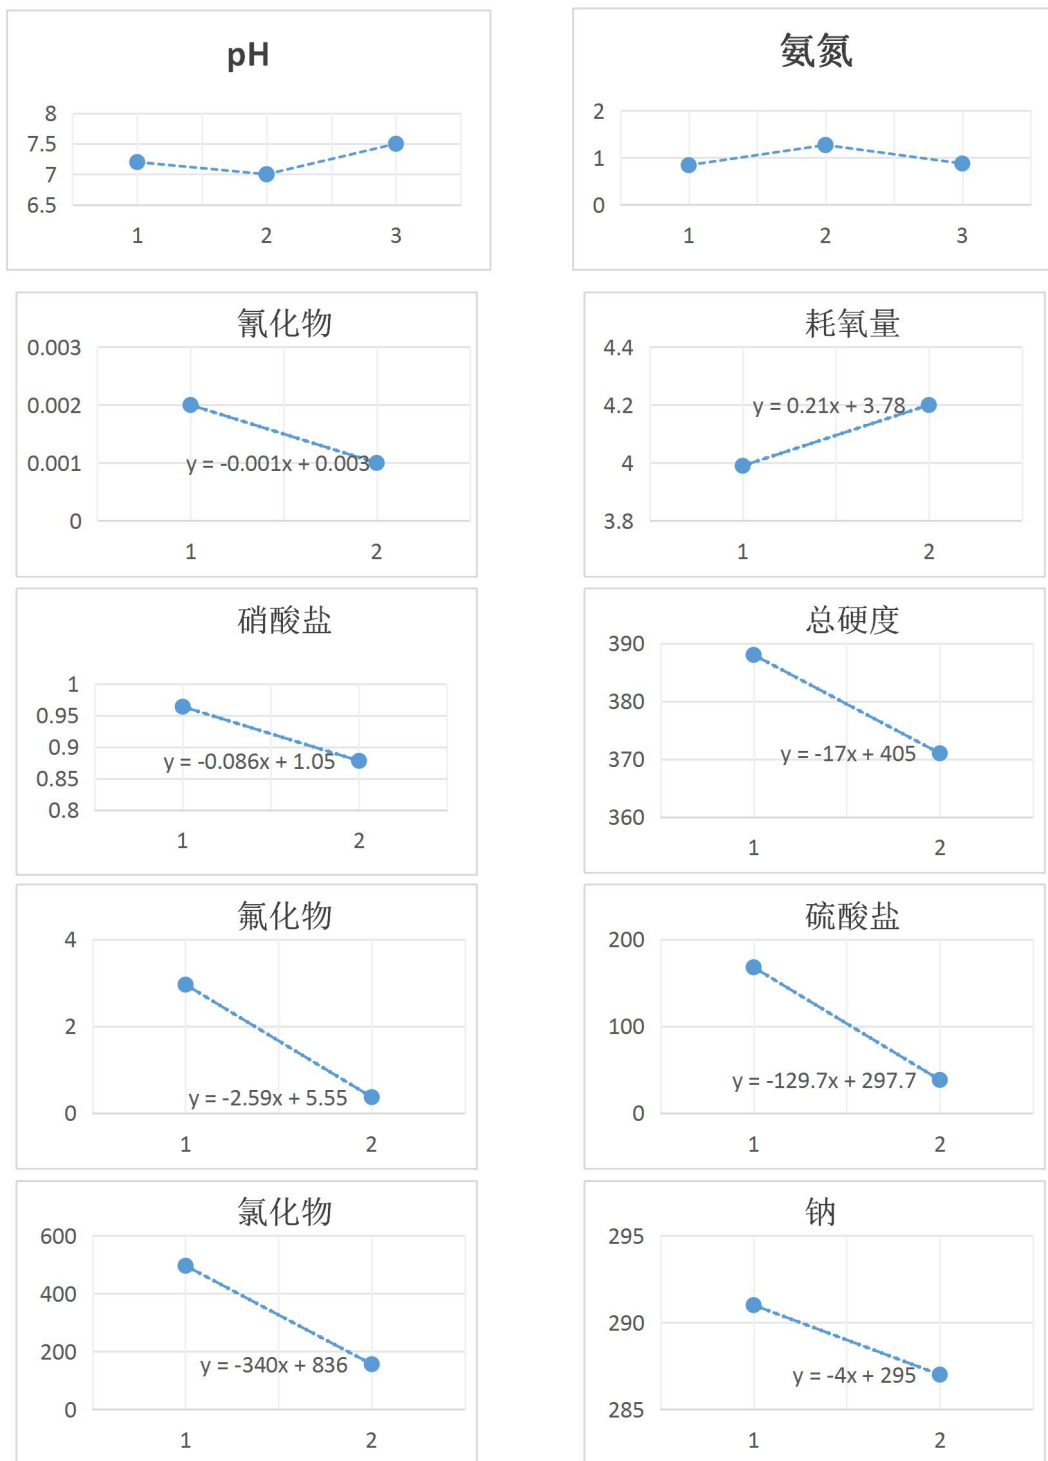 pH
8
7.5
7
6.5
1 2 3
氨氮
2
1
0
1 2 3
氰化物
0.003
0.002
0.001
0
y = -0.001x + 0.003
1 2
耗氧量
4.4
4.2
4
3.8
y = 0.21x + 3.78
1 2
硝酸盐
1
0.95
0.9
0.85
0.8
y = -0.086x + 1.05
1 2
总硬度
390
380
370
360
y = -17x + 405
1 2
氟化物
4
2
0
y = -2.59x + 5.55
1 2
硫酸盐
200
100
0
y = -129.7x + 297.7
1 2
氯化物
600
400
200
0
y = -340x + 836
1 2
钠
295
290
285
y = -4x + 295
1 2